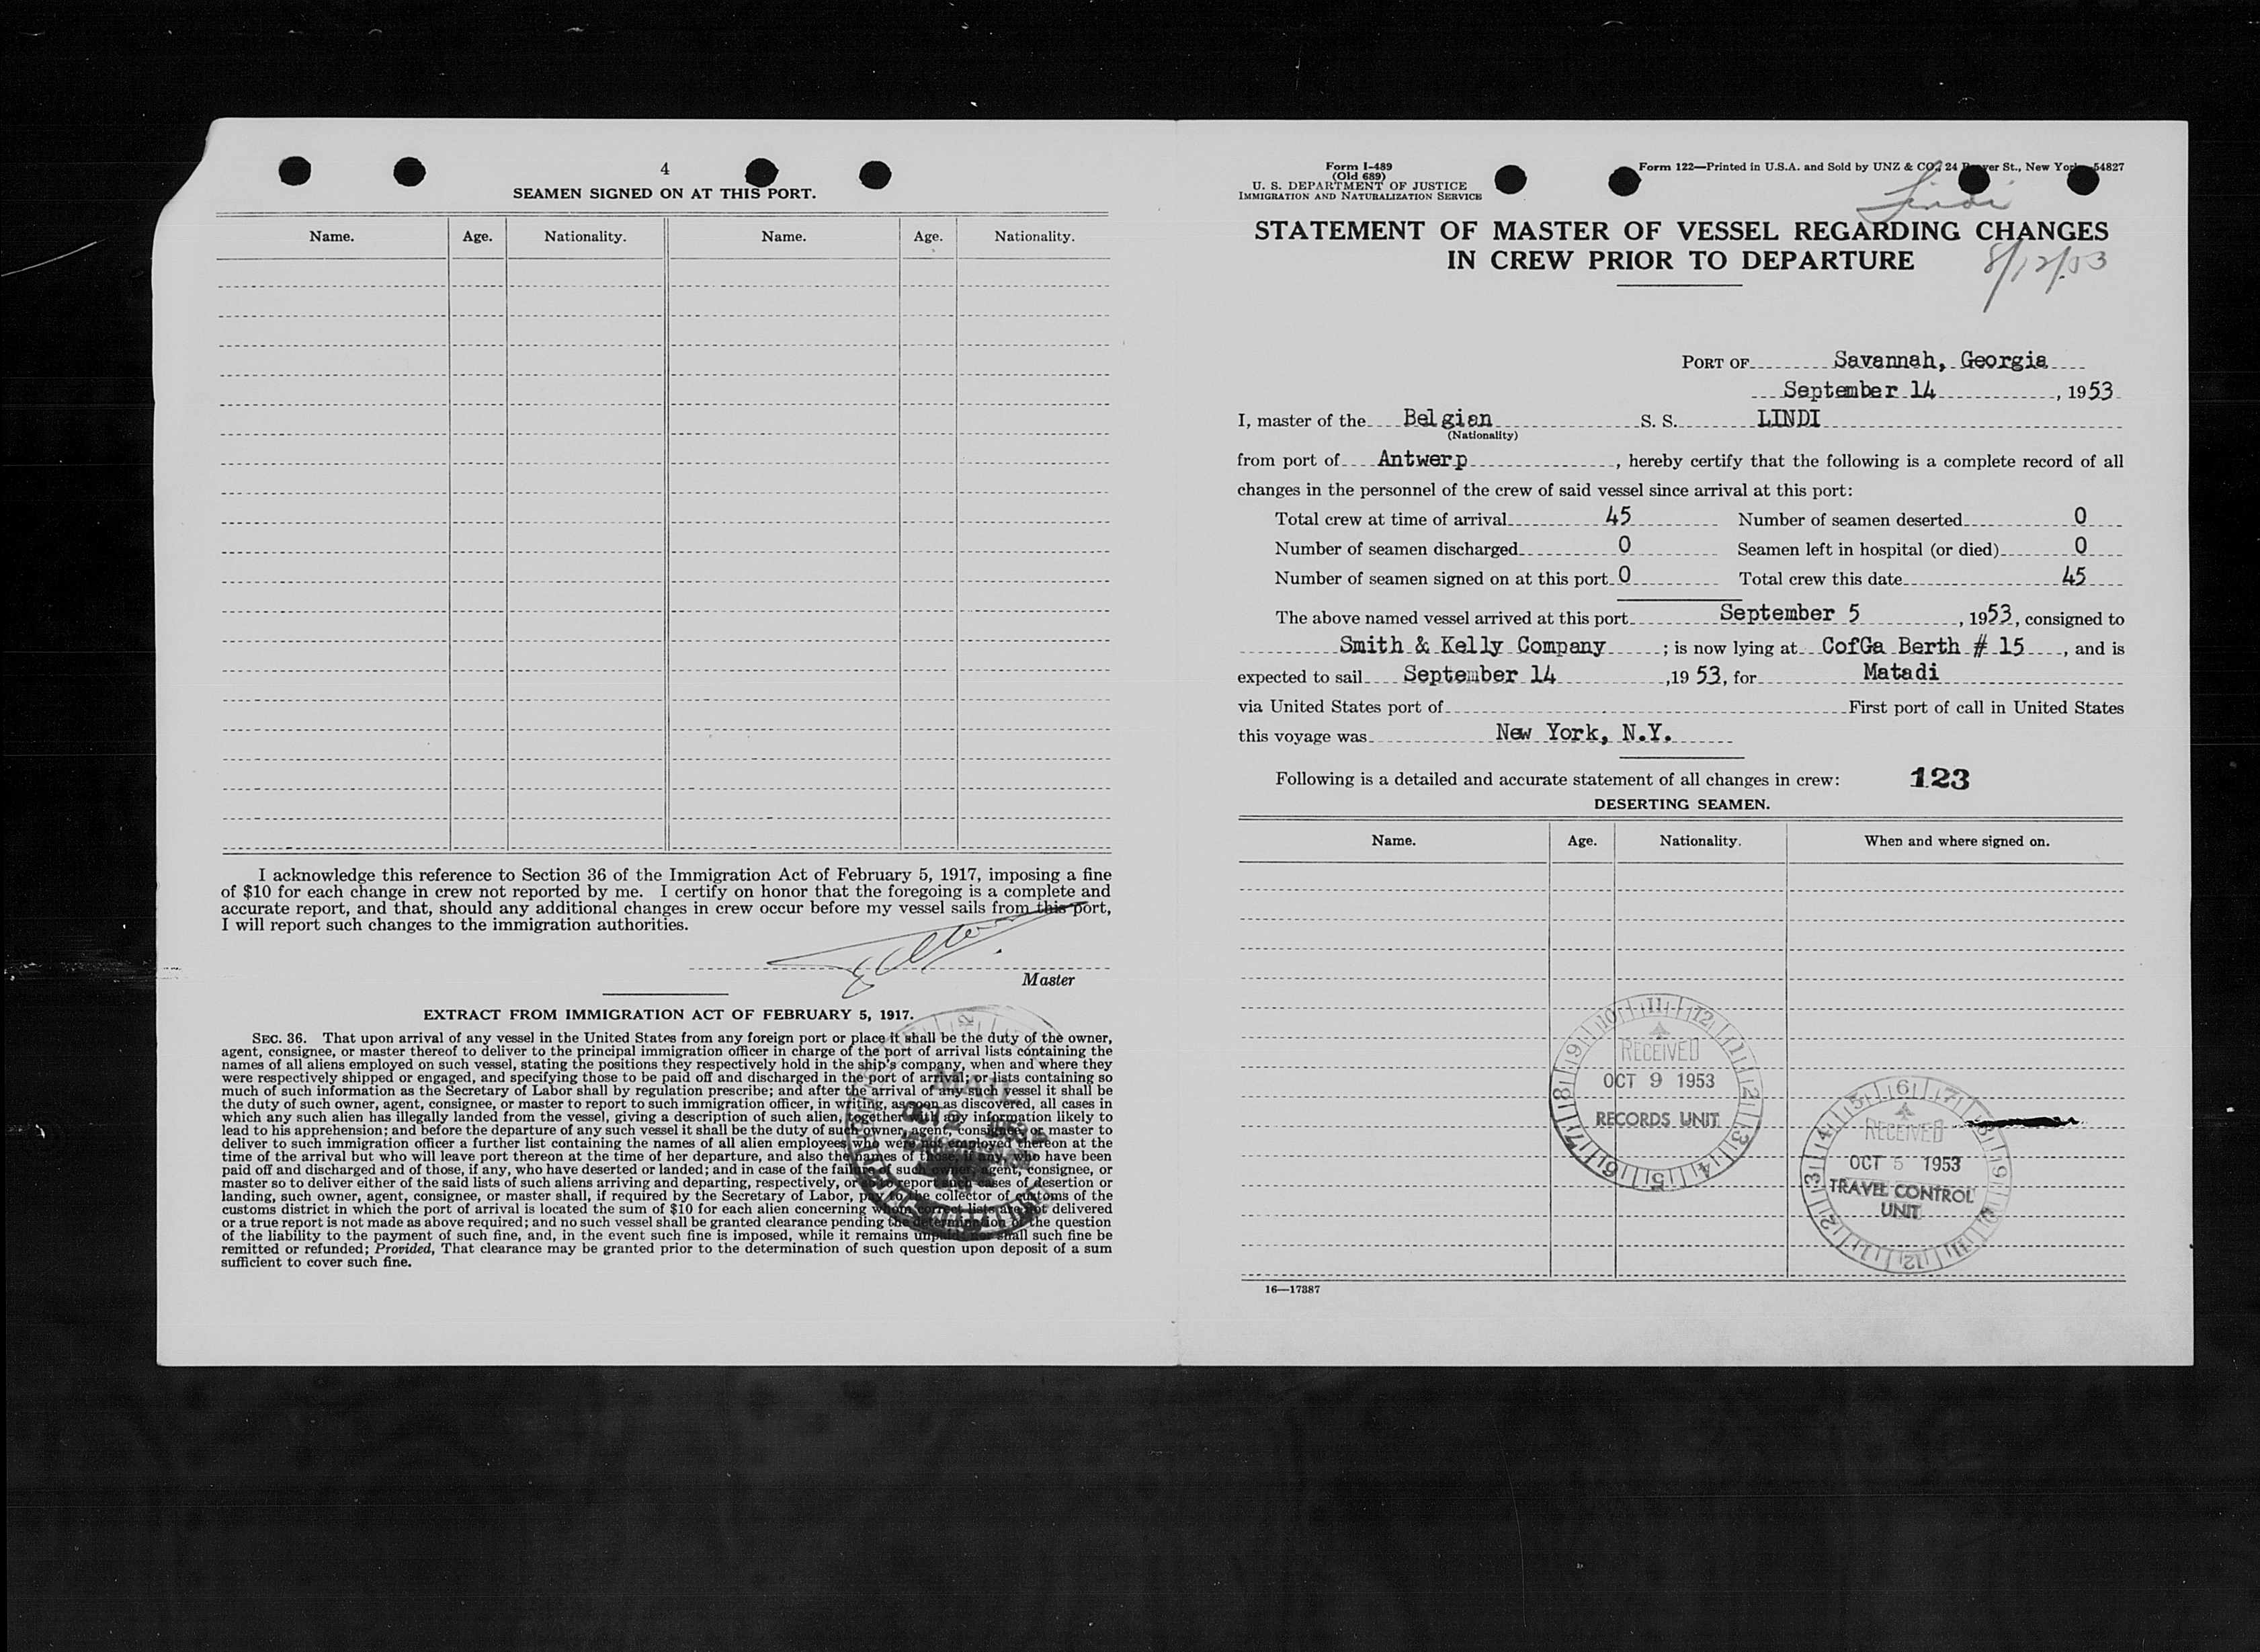 4
SEAMEN SIGNED ON AT THIS PORT.
Name. Age. Nationality. Name. Age. Nationality.
I acknowledge this reference to Section 36 of the Immigration Act of February 5, 1917, imposing a fine
of $10 for each change in crew not reported by me. I certify on honor that the foregoing is a complete and
accurate report, and that, should any additional changes in crew occur before my vessel sails from this port,
I will report such changes to the immigration authorities.
Master
EXTRACT FROM IMMIGRATION ACT OF FEBRUARY 5, 1917.
SEC. 36. That upon arrival of any vessel in the United States from any foreign port or place it shall be the duty of the owner,
agent, consignee, or master thereof to deliver to the principal immigration officer in charge of the port of arrival lists containing the
names of all aliens employed on such vessel, stating the positions they respectively hold in the ship's company, when and where they
were respectively shipped or engaged, and specifying those to be paid off and discharged in the port of arrival; or lists containing so
much of such information as the Secretary of Labor shall by regulation prescribe; and after the arrival of any such vessel it shall be
the duty of such owner, agent, consignee, or master to report to such immigration officer, in writing, as soon as discovered, all cases in
which any such alien has illegally landed from the vessel, giving a description of such alien, together with any information likely to
lead to his apprehension; and before the departure of any such vessel it shall be the duty of such owner, agent, consignee, or master to
deliver to such immigration officer a further list containing the names of all alien employees who were not employed thereon at the
time of the arrival but who will leave port thereon at the time of her departure, and also the names of those, if any, who have been
paid off and discharged and of those, if any, who have deserted or landed; and in case of the failure of such owner, agent, consignee, or
master so to deliver either of the said lists of such aliens arriving and departing, respectively, or so to report such cases of desertion or
landing, such owner, agent, consignee, or master shall, if required by the Secretary of Labor, pay to the collector of customs of the
customs district in which the port of arrival is located the sum of $10 for each alien concerning whom correct lists are not delivered
or a true report is not made as above required; and no such vessel shall be granted clearance pending the determination of the question
of the liability to the payment of such fine, and, in the event such fine is imposed, while it remains unpaid; nor shall such fine be
remitted or refunded; Provided, That clearance may be granted prior to the determination of such question upon deposit of a sum
sufficient to cover such fine.
MAIL
OCT 2
Form I-489
(Old 689)
U. S. DEPARTMENT OF JUSTICE
IMMIGRATION AND NATURALIZATION SERVICE
Form 122—Printed in U.S.A. and Sold by UNZ & CO., 24 St., New York 54827
Lindi
STATEMENT OF MASTER OF VESSEL REGARDING CHANGES
IN CREW PRIOR TO DEPARTURE
8/12/53
PORT OF Savannah, Georgia
September 14, 1953
I, master of the Belgian S. S. LINDI
(Nationality)
from port of Antwerp, hereby certify that the following is a complete record of all
changes in the personnel of the crew of said vessel since arrival at this port:
Total crew at time of arrival 45 Number of seamen deserted 0
Number of seamen discharged 0 Seamen left in hospital (or died) 0
Number of seamen signed on at this port 0 Total crew this date 45
The above named vessel arrived at this port September 5, 1953, consigned to
Smith & Kelly Company; is now lying at CofGa Berth # 15, and is
expected to sail September 14, 19 53, for Matadi
via United States port of First port of call in United States
this voyage was New York, N.Y.
Following is a detailed and accurate statement of all changes in crew: 123
DESERTING SEAMEN.
Name. Age. Nationality. When and where signed on.
RECEIVED
OCT 9 1953
RECORDS UNIT
RECEIVED
OCT 5 1953
TRAVEL CONTROL
UNIT
16—17387